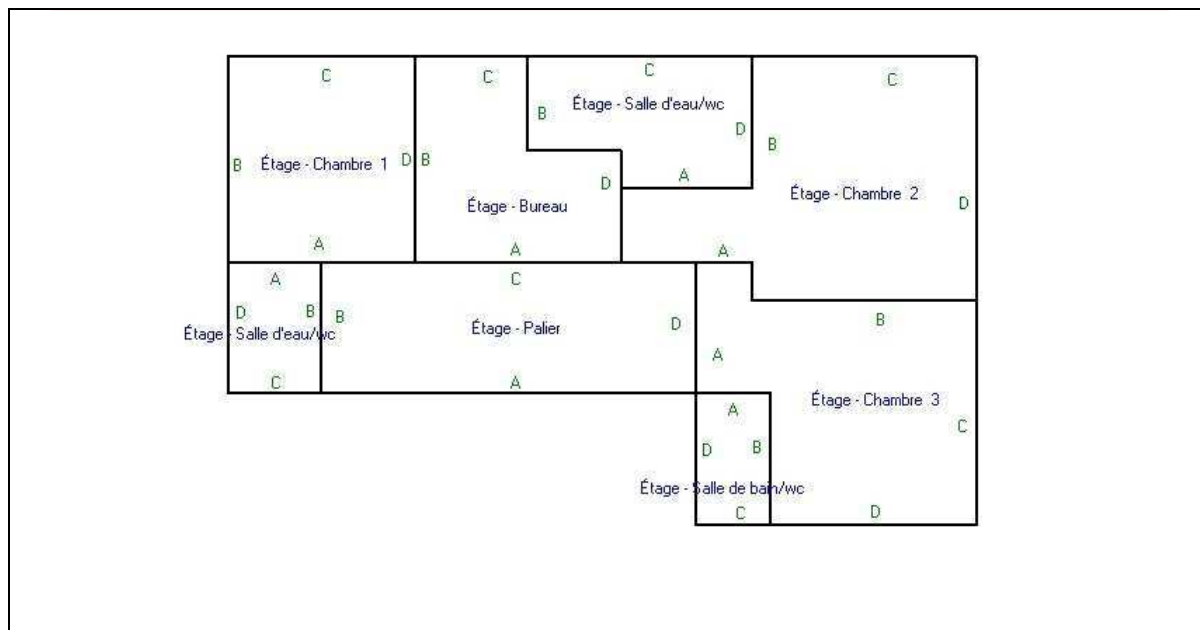 C
C
C
C
Étage - Salle d'eau/wc
B
D
B
B
Étage - Chambre 1
D
B
D
Étage - Chambre 2
D
Étage - Bureau
A
A
A
A
A
C
D
B
B
Étage - Salle d'eau/wc
Étage - Palier
D
B
A
C
A
Étage - Chambre 3
A
C
D
B
Étage - Salle de bain/wc
C
D